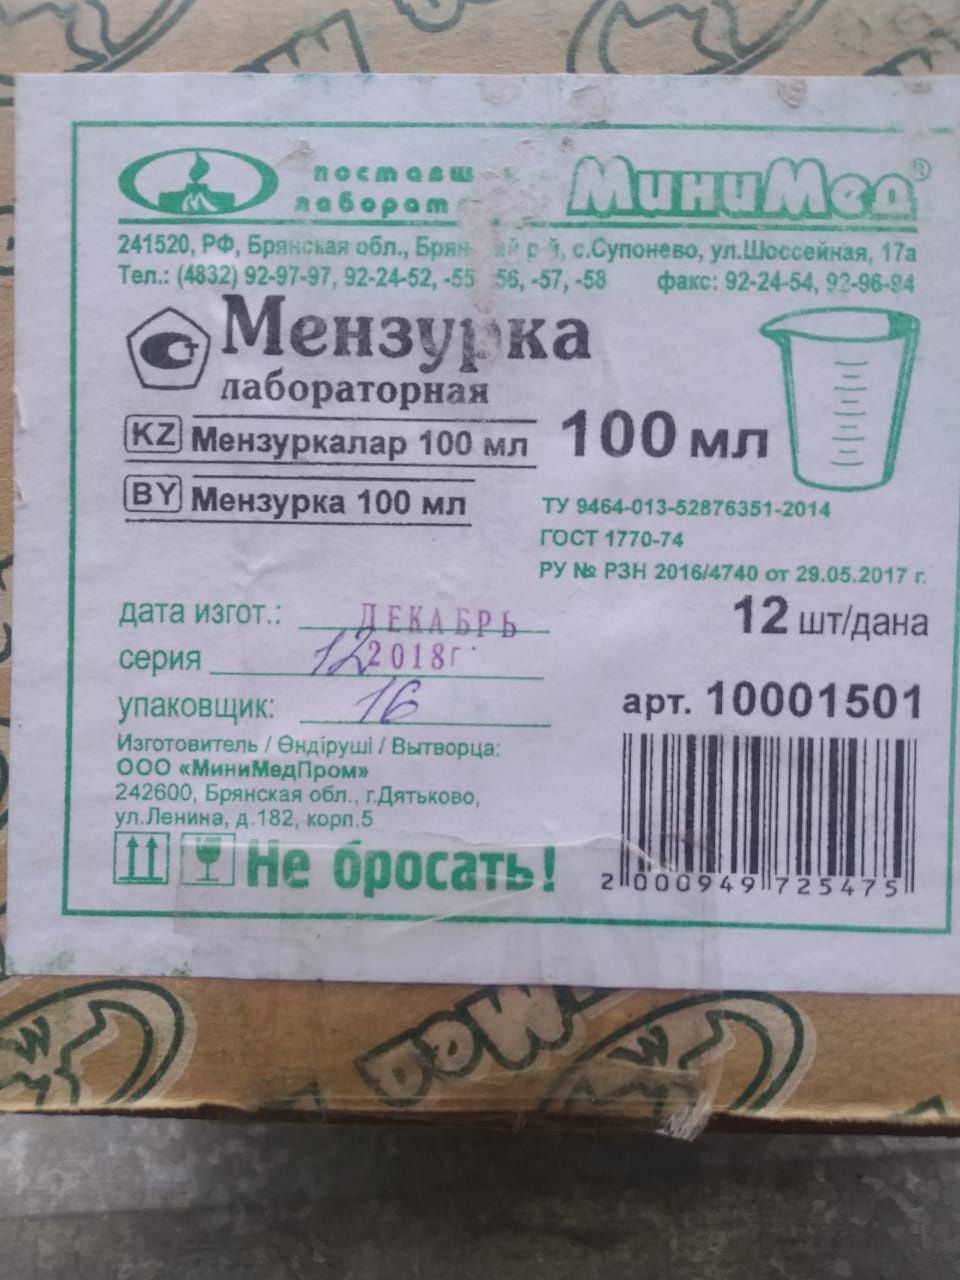 поставщ
лаборат
МиниМед®
241520, РФ, Брянская обл., с.Супонево, ул.Шоссейная, 17а
Тел.: (4832) 92-97-97, 92-24-52, -55 56, -57, -58 факс: 92-24-54, 92-96-94
Мензурка
лабораторная
KZ Мензуркалар 100 мл
100 мл
BY Мензурка 100 мл
ТУ 9464-013-52876351-2014
ГОСТ 1770-74
РУ № РЗН 2016/4740 от 29.05.2017 г.
дата изгот.: ДЕКАБРЬ
2018г.
серия 12
12 шт/дана
упаковщик: 16
арт. 10001501
Изготовитель / Өндіруші / Вытворца:
ООО «МиниМедПром»
242600, Брянская обл., г.Дятьково,
ул.Ленина, д.182, корп.5
Не бросать!
2 000949 725475
Мед